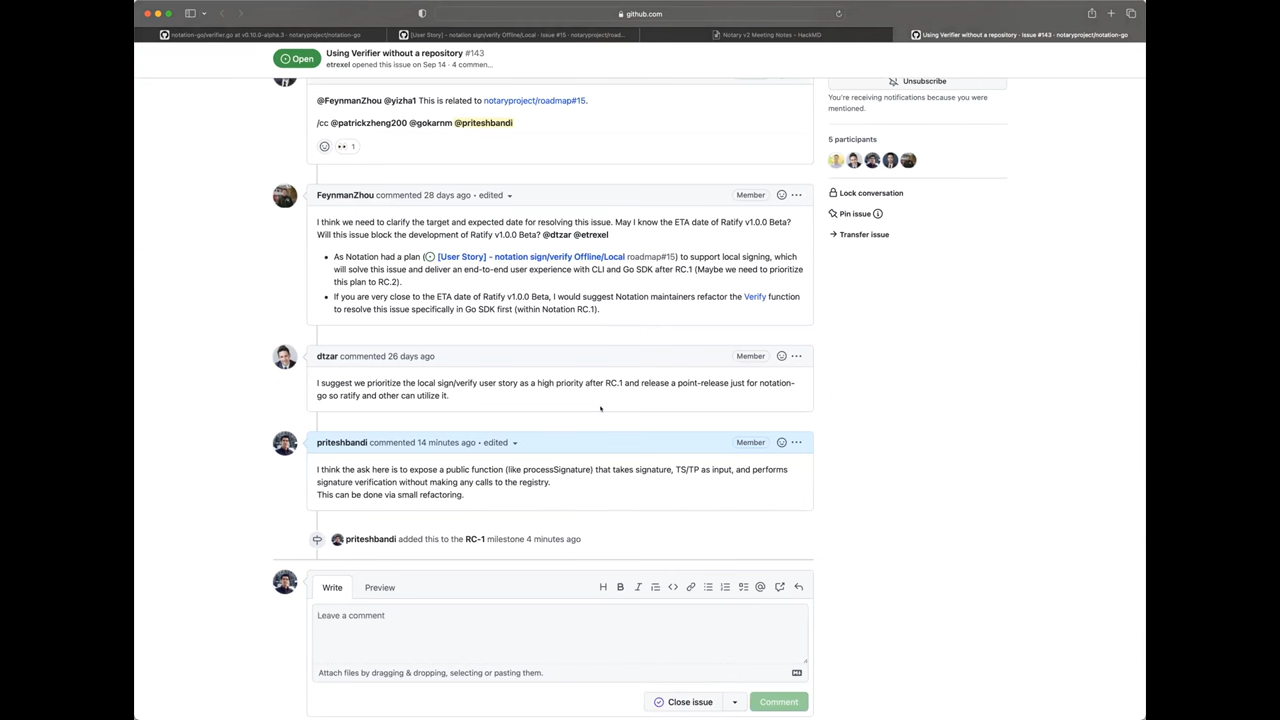 github.com
notation-go/verifier.go at v0.10.0-alpha.3 · notaryproject/notation-go
[User Story] - notation sign/verify Offline/Local · Issue #15 · notaryproject/road...
Notary v2 Meeting Notes - HackMD
Using Verifier without a repository · Issue #143 · notaryproject/notation-go
Open
Using Verifier without a repository #143
etrexel opened this issue on Sep 14 · 4 commen...
@FeynmanZhou @yizha1 This is related to notaryproject/roadmap#15.
/cc @patrickzheng200 @gokarnm @priteshbandi
1
FeynmanZhou commented 28 days ago · edited
Member
I think we need to clarify the target and expected date for resolving this issue. May I know the ETA date of Ratify v1.0.0 Beta?
Will this issue block the development of Ratify v1.0.0 Beta? @dtzar @etrexel
• As Notation had a plan ( [User Story] - notation sign/verify Offline/Local roadmap#15) to support local signing, which
will solve this issue and deliver an end-to-end user experience with CLI and Go SDK after RC.1 (Maybe we need to prioritize
this plan to RC.2).
• If you are very close to the ETA date of Ratify v1.0.0 Beta, I would suggest Notation maintainers refactor the Verify function
to resolve this issue specifically in Go SDK first (within Notation RC.1).
dtzar commented 26 days ago
Member
I suggest we prioritize the local sign/verify user story as a high priority after RC.1 and release a point-release just for notation-
go so ratify and other can utilize it.
priteshbandi commented 14 minutes ago · edited
Member
I think the ask here is to expose a public function (like processSignature) that takes signature, TS/TP as input, and performs
signature verification without making any calls to the registry.
This can be done via small refactoring.
priteshbandi added this to the RC-1 milestone 4 minutes ago
Write
Preview
Leave a comment
Attach files by dragging & dropping, selecting or pasting them.
Close issue
Comment
Unsubscribe
You're receiving notifications because you were
mentioned.
5 participants
Lock conversation
Pin issue
Transfer issue